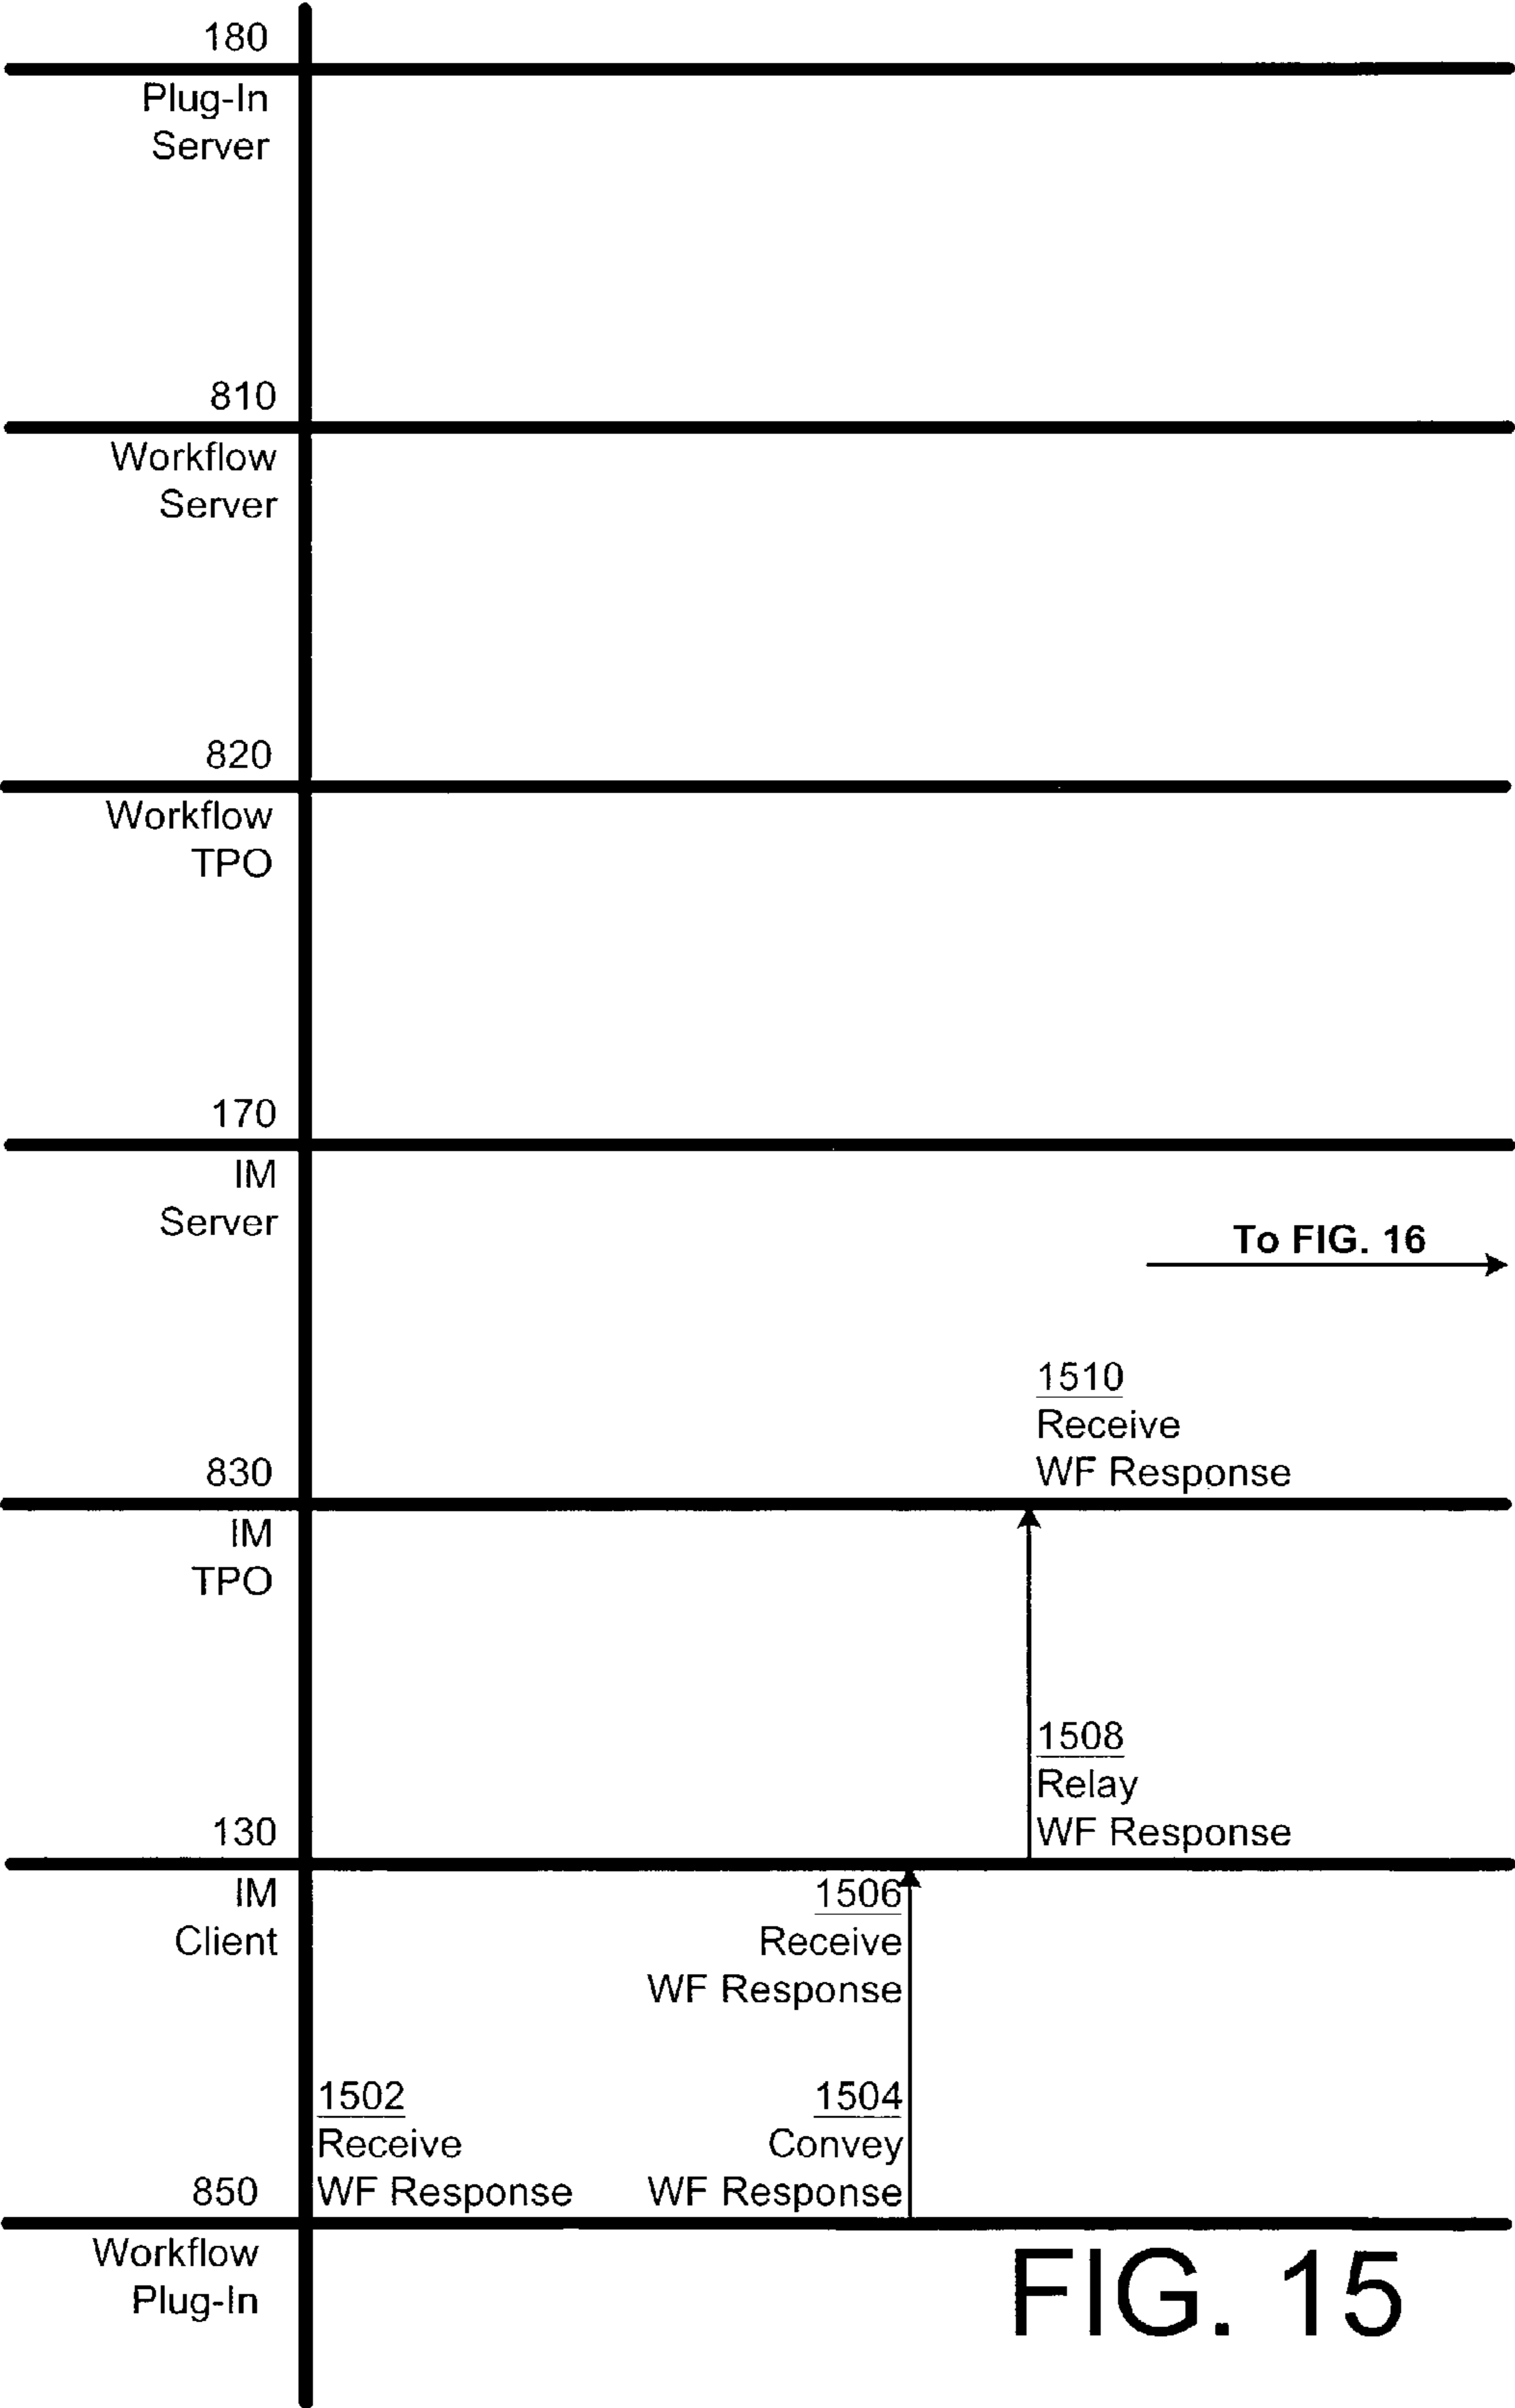 180
Plug-In
Server
810
Workflow
Server
820
Workflow
TPO
170
IM
Server
To FIG. 16
1510
Receive
WF Response
830
IM
TPO
1508
Relay
WF Response
130
IM
Client
1506
Receive
WF Response
1502
Receive
WF Response
1504
Convey
WF Response
850
Workflow
Plug-In
FIG. 15